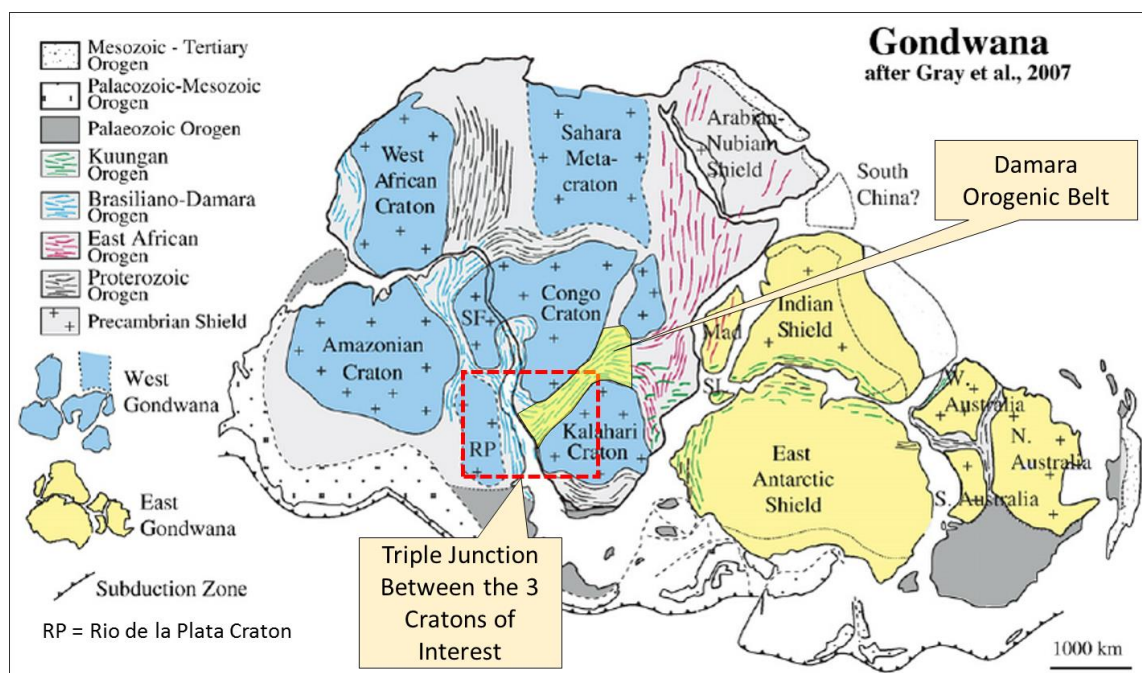 Gondwana
after Gray et al., 2007
Mesozoic - Tertiary
Orogen
Palaeozoic-Mesozoic
Orogen
Palaeozoic Orogen
Kuungan
Orogen
Brasiliano-Damara
Orogen
East African
Orogen
Proterozoic
Orogen
Precambrian Shield
West
Gondwana
East
Gondwana
Subduction Zone
RP = Rio de la Plata Craton
West
African
Craton
Sahara
Meta-
craton
Arabian-
Nubian
Shield
South
China?
Damara
Orogenic Belt
Amazonian
Craton
SF
Congo
Craton
Mad
Indian
Shield
SL
RP
Kalahari
Craton
East
Antarctic
Shield
W.
Australia
N.
Australia
S. Australia
Triple Junction
Between the 3
Cratons of
Interest
1000 km